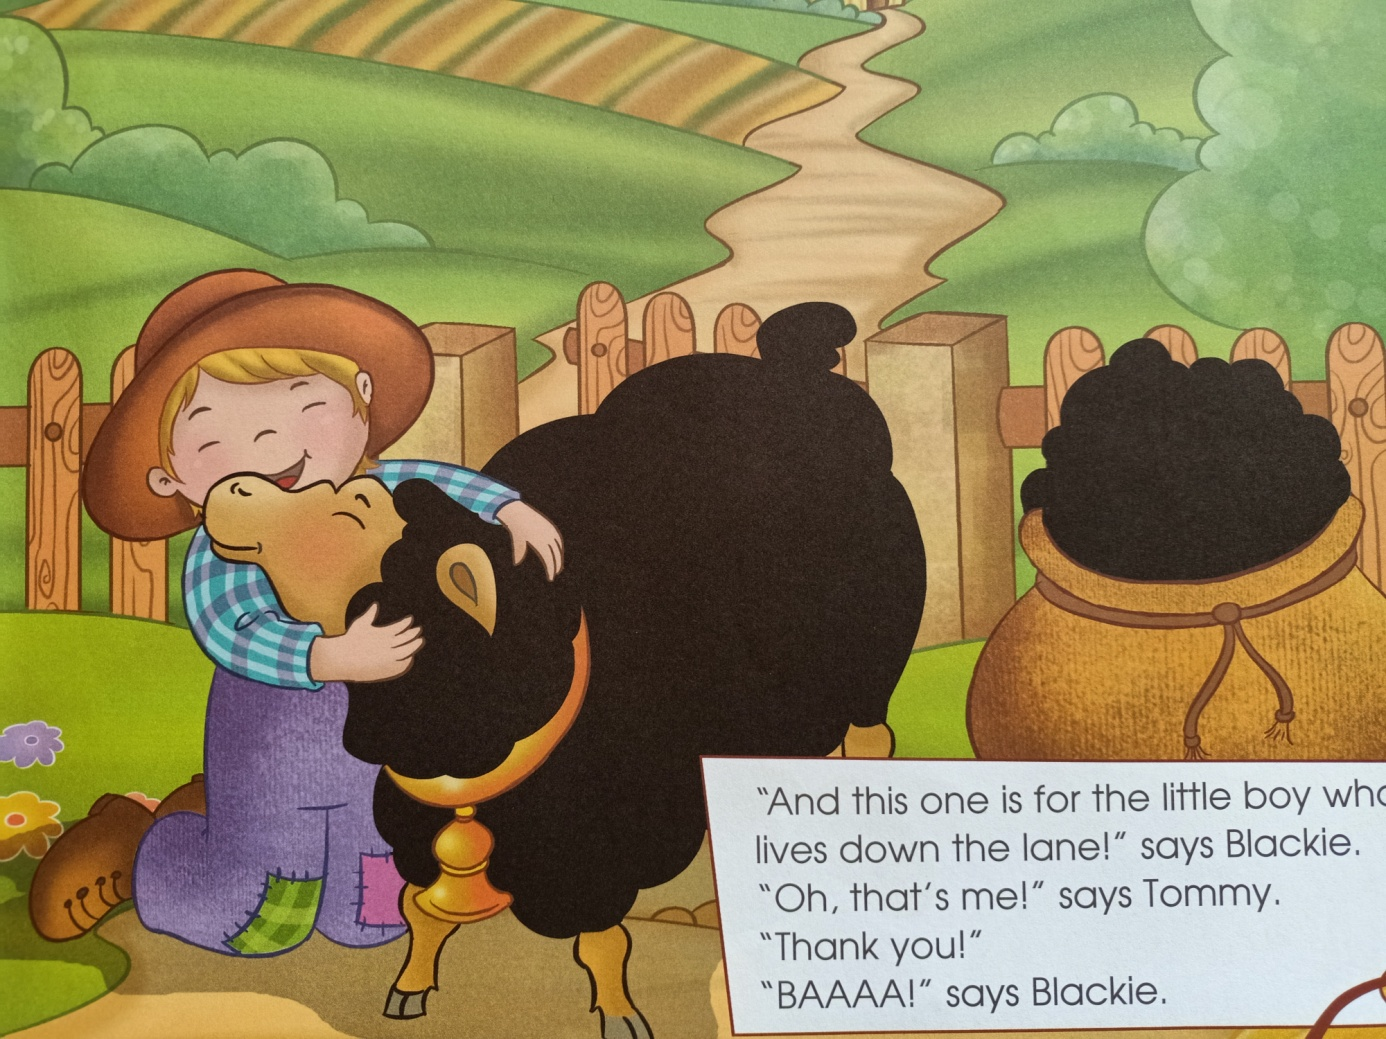 “And this one is for the little boy who
lives down the lane!” says Blackie.
“Oh, that’s me!” says Tommy.
“Thank you!”
“BAAAA!” says Blackie.